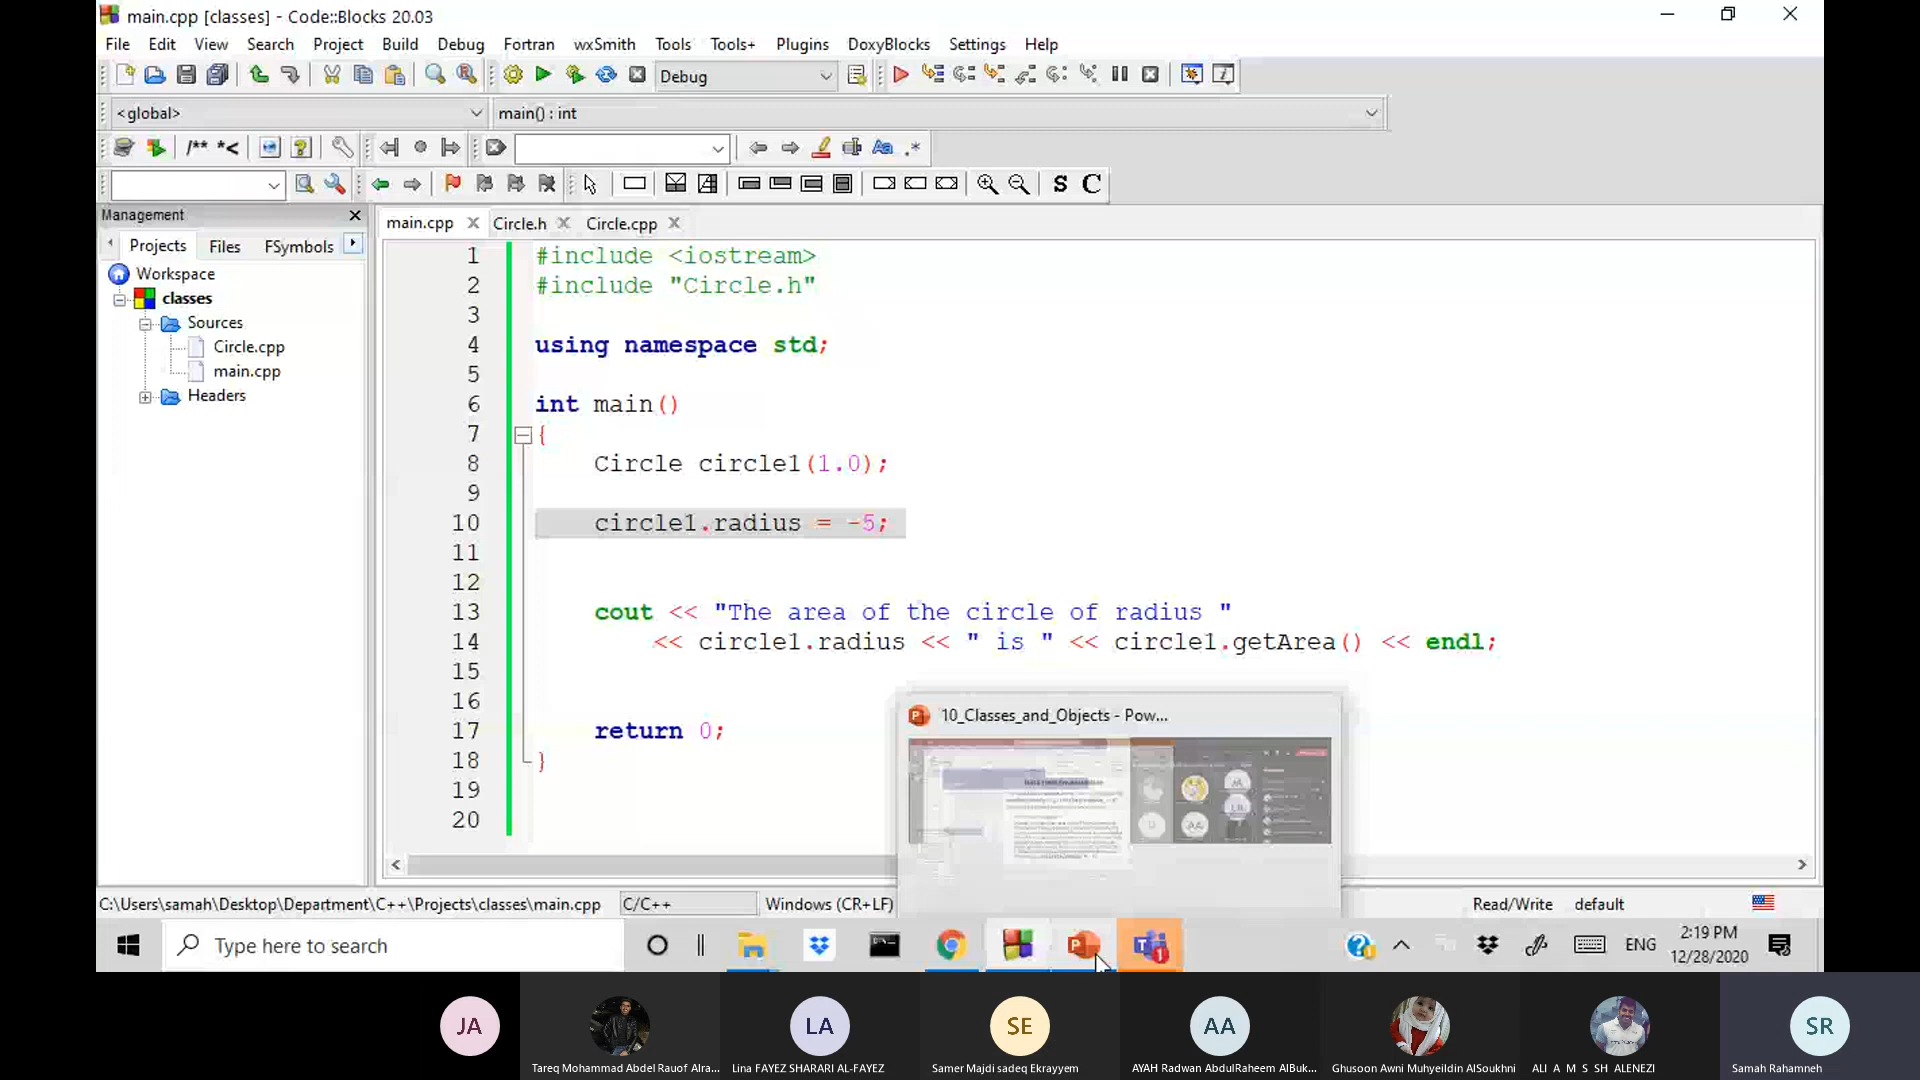 main.cpp [classes] - Code::Blocks 20.03
File Edit View Search Project Build Debug Fortran wxSmith Tools Tools+ Plugins DoxyBlocks Settings Help
Debug
<global> main() : int
/** *<
Aa .*
S C
Management
Projects Files FSymbols
Workspace
classes
Sources
Circle.cpp
main.cpp
Headers
main.cpp Circle.h Circle.cpp
1 #include <iostream>
2 #include "Circle.h"
3
4 using namespace std;
5
6 int main()
7 {
8 Circle circle1(1.0);
9
10 circle1.radius = -5;
11
12
13 cout << "The area of the circle of radius "
14 << circle1.radius << " is " << circle1.getArea() << endl;
15
16
17 return 0;
18 }
19
20
10_Classes_and_Objects - Pow...
C:\Users\samah\Desktop\Department\C++\Projects\classes\main.cpp C/C++ Windows (CR+LF) Read/Write default
Type here to search
ENG
2:19 PM
12/28/2020
JA LA SE AA SR
Tareq Mohammad Abdel Rauof Alra... Lina FAYEZ SHARARI AL-FAYEZ Samer Majdi sadeq Ekrayyem AYAH Radwan AbdulRaheem AlBuk... Ghusoon Awni Muhyeildin AlSoukhni ALI A M S SH ALENEZI Samah Rahamneh